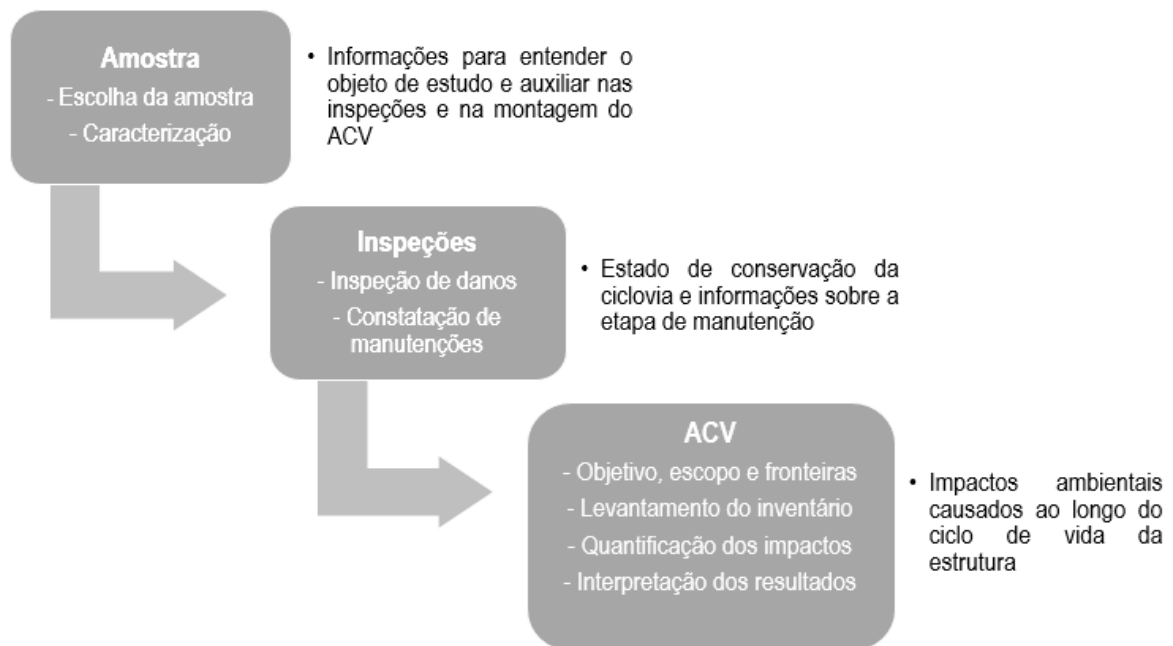 Amostra
- Escolha da amostra
- Caracterização
• Informações para entender o
objeto de estudo e auxiliar nas
inspeções e na montagem do
ACV
Inspeções
- Inspeção de danos
- Constatação de
manutenções
• Estado de conservação da
ciclovia e informações sobre a
etapa de manutenção
ACV
- Objetivo, escopo e fronteiras
- Levantamento do inventário
- Quantificação dos impactos
- Interpretação dos resultados
• Impactos ambientais
causados ao longo do
ciclo de vida da
estrutura